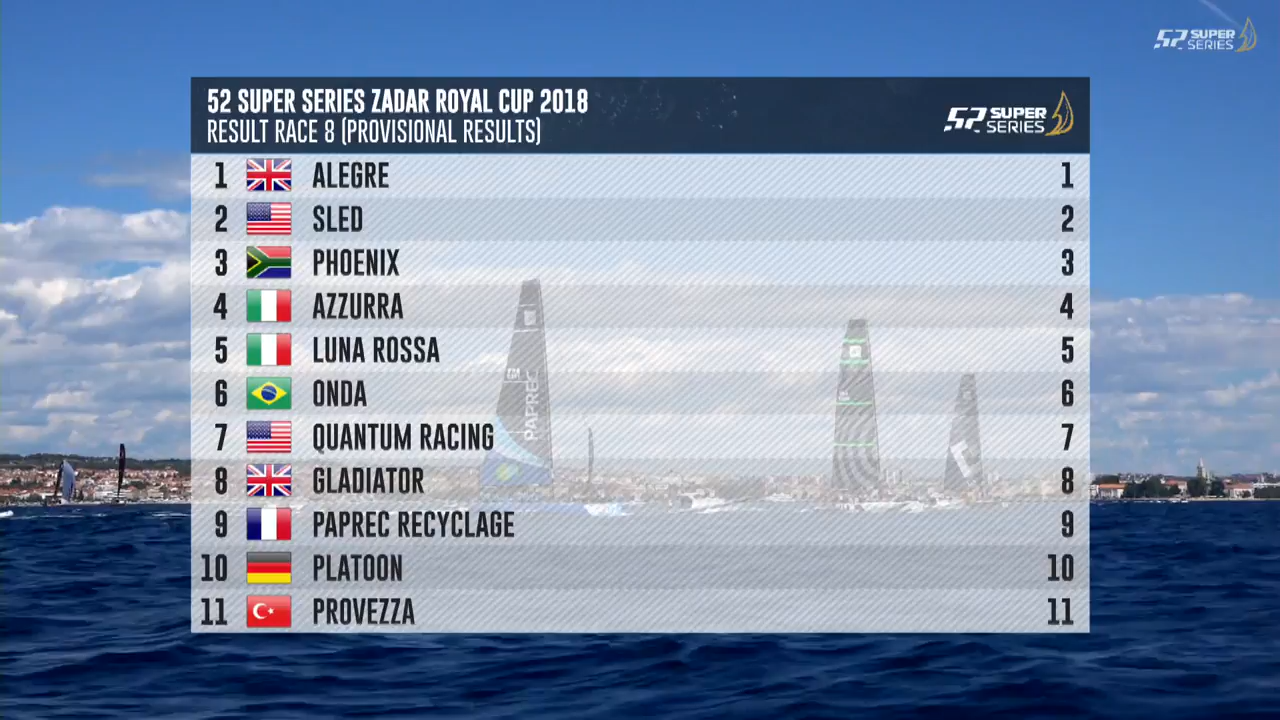 52 SUPER SERIES
52 SUPER SERIES ZADAR ROYAL CUP 2018
RESULT RACE 8 (PROVISIONAL RESULTS)
52 SUPER SERIES
1 ALEGRE 1
2 SLED 2
3 PHOENIX 3
4 AZZURRA 4
5 LUNA ROSSA 5
6 ONDA 6
7 QUANTUM RACING 7
8 GLADIATOR 8
9 PAPREC RECYCLAGE 9
10 PLATOON 10
11 PROVEZZA 11
PAPREC